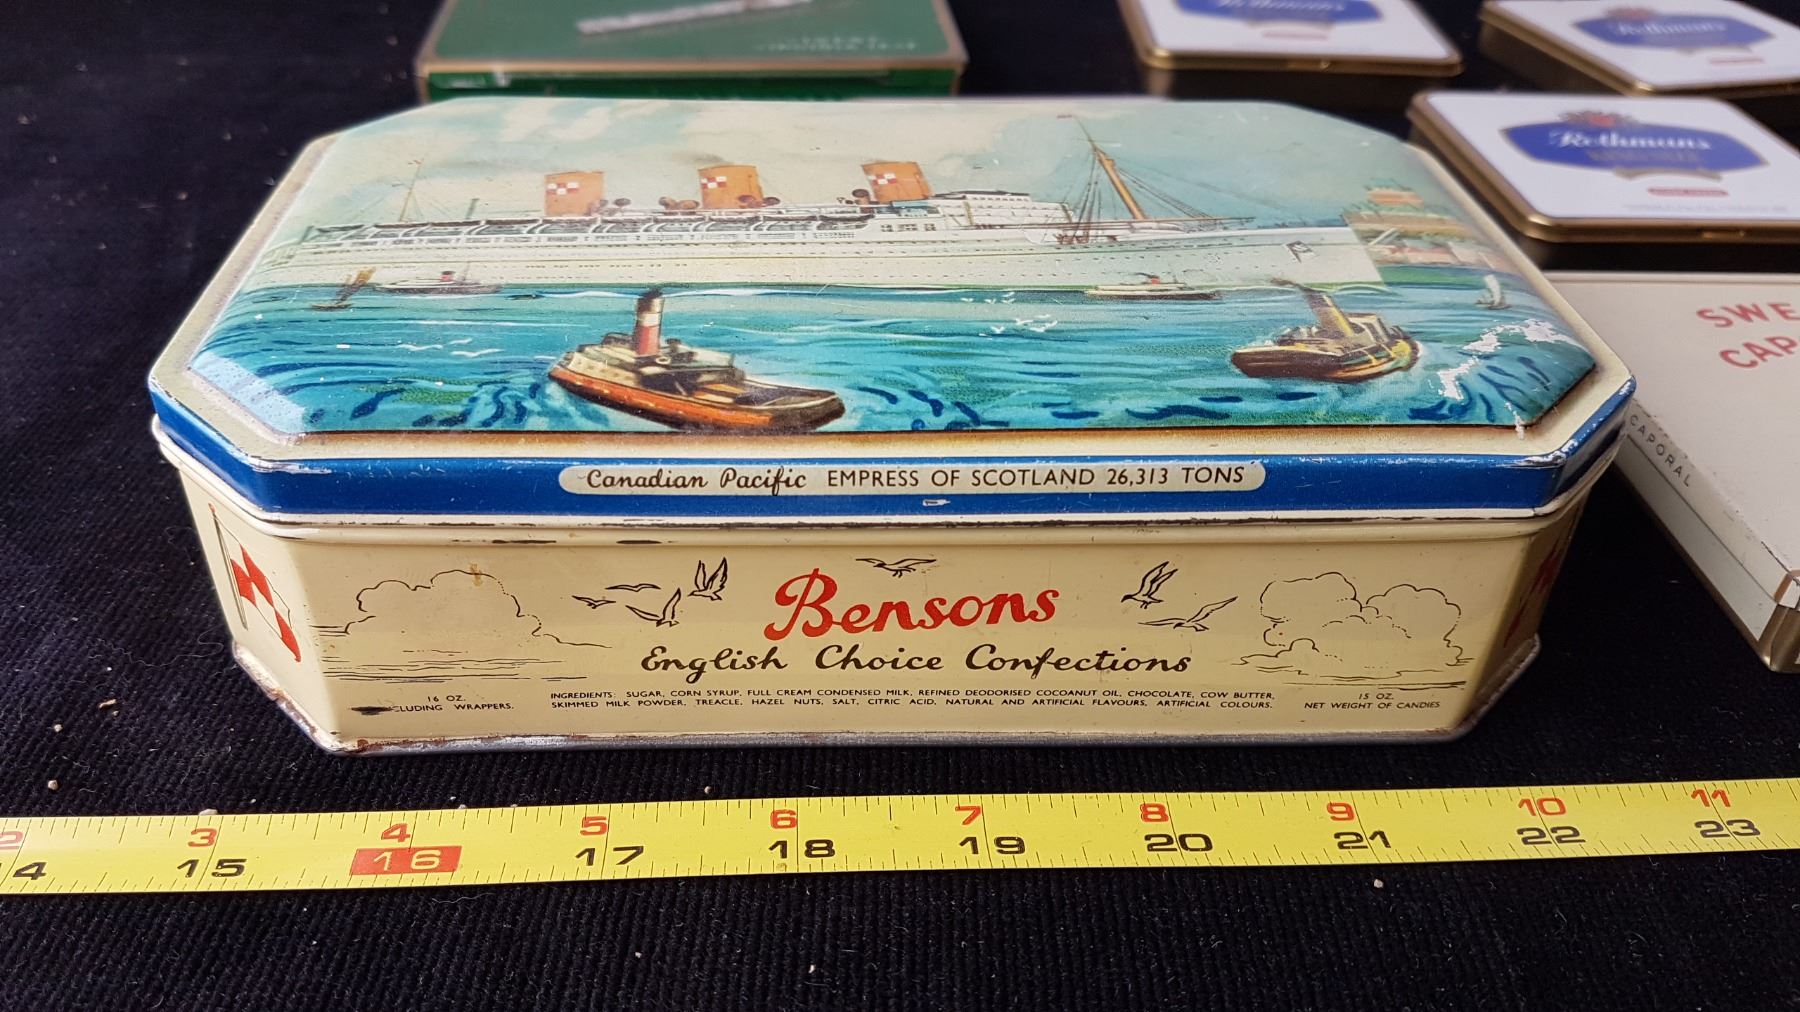 Rothmans
Rothmans
Rothmans
SWE
CAP
CAPORAL
Canadian Pacific EMPRESS OF SCOTLAND 26,313 TONS
Bensons
English Choice Confections
16 OZ.
CLUDING WRAPPERS.
INGREDIENTS: SUGAR, CORN SYRUP, FULL CREAM CONDENSED MILK, REFINED DEODORISED COCOANUT OIL, CHOCOLATE, COW BUTTER,
SKIMMED MILK POWDER, TREACLE, HAZEL NUTS, SALT, CITRIC ACID, NATURAL AND ARTIFICIAL FLAVOURS, ARTIFICIAL COLOURS.
15 OZ.
NET WEIGHT OF CANDIES
2 3 4 5 6 7 8 9 10 11
4 15 16 17 18 19 20 21 22 23